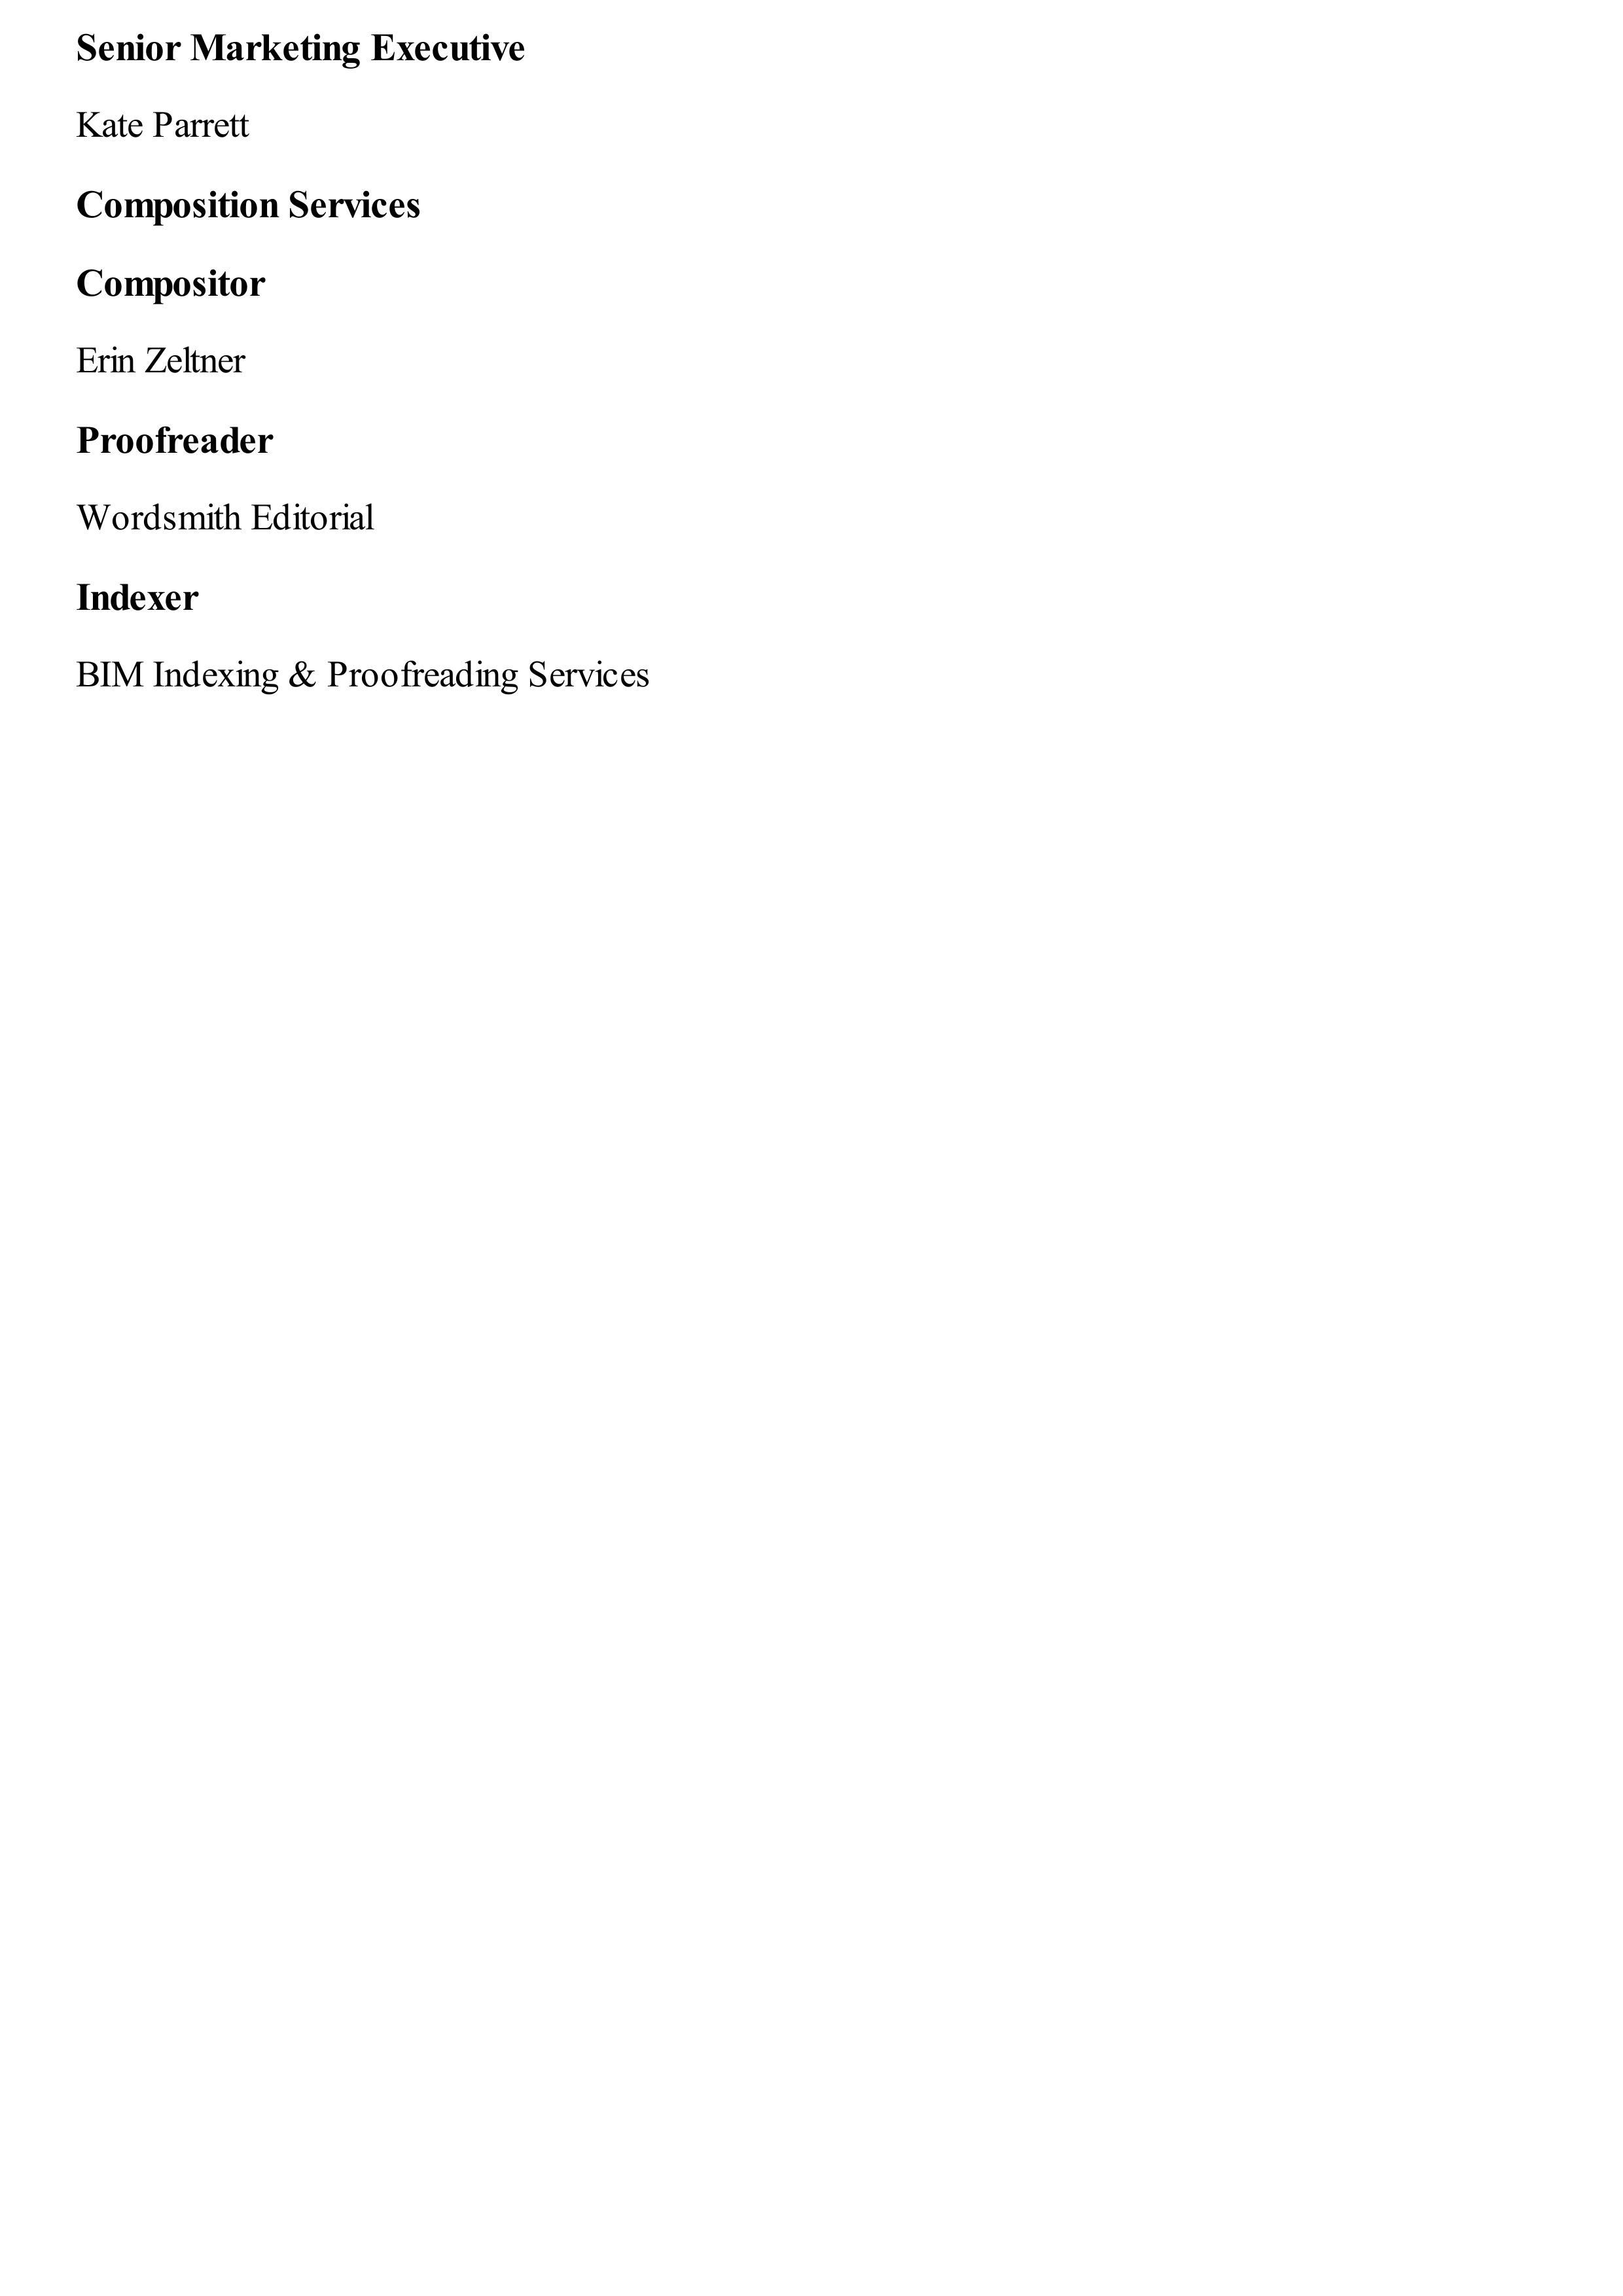 Senior Marketing Executive
Kate Parrett
Composition Services
Compositor
Erin Zeltner
Proofreader
Wordsmith Editorial
Indexer
BIM Indexing & Proofreading Services